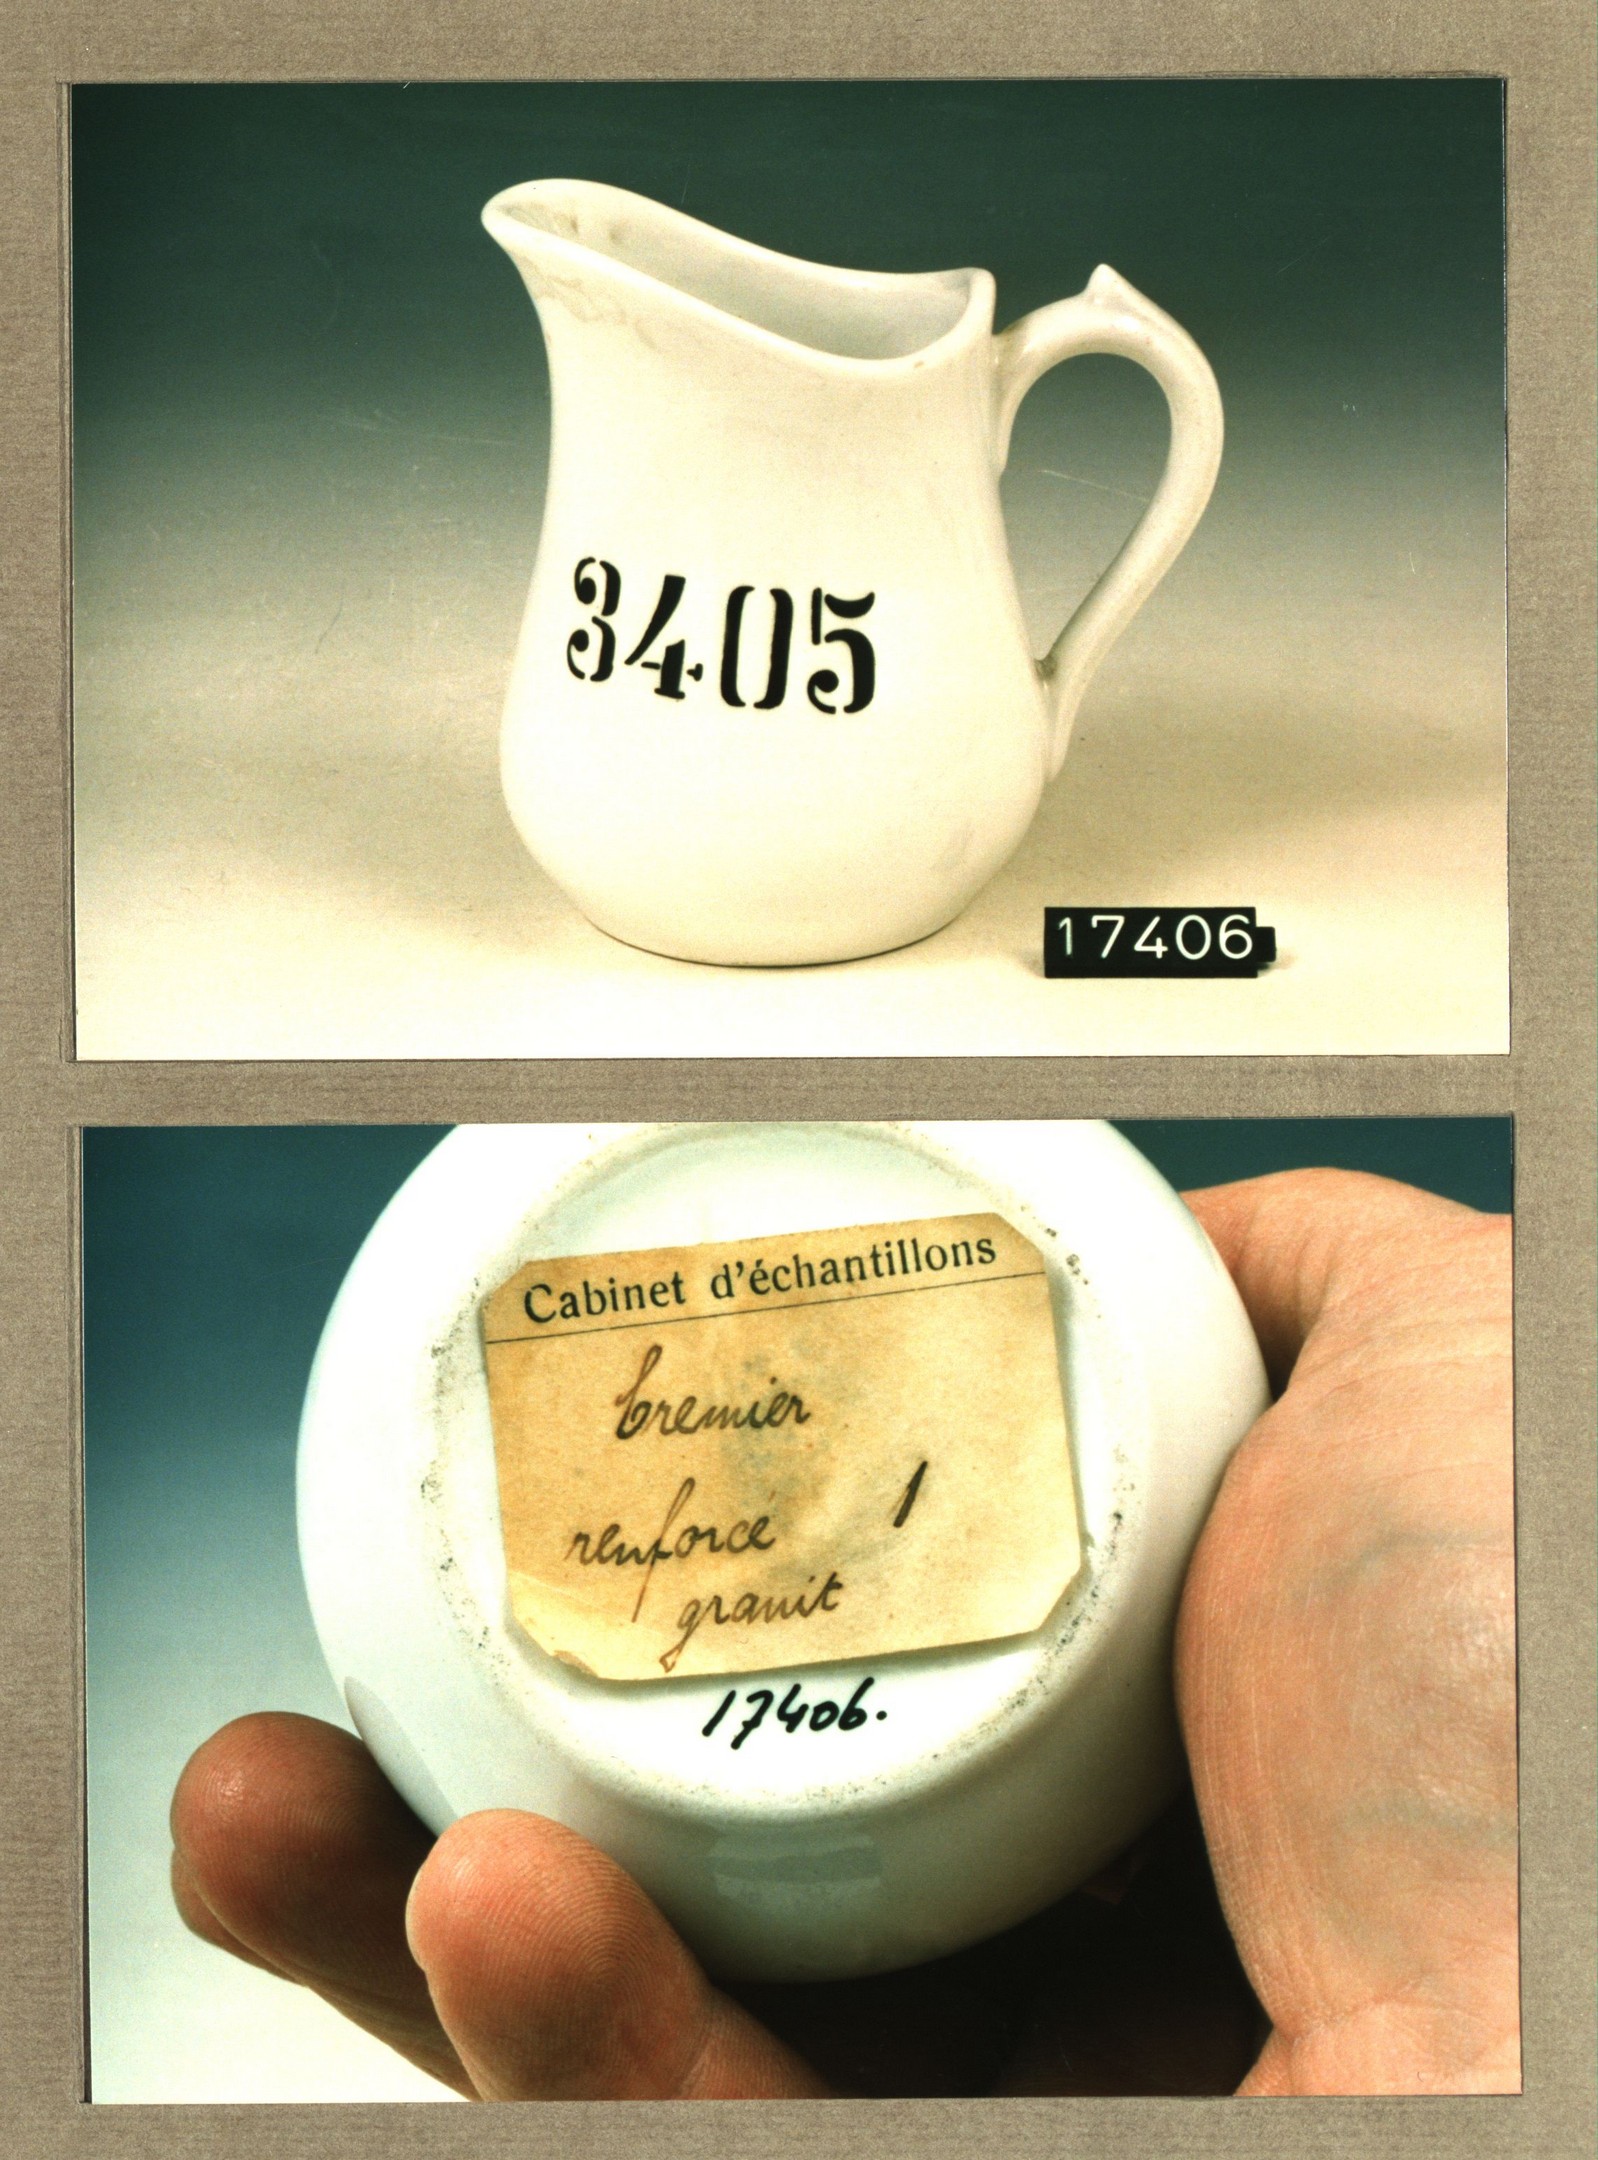 3405
17406
Cabinet d'échantillons
Cremier
renforcé 1
granit
17406.